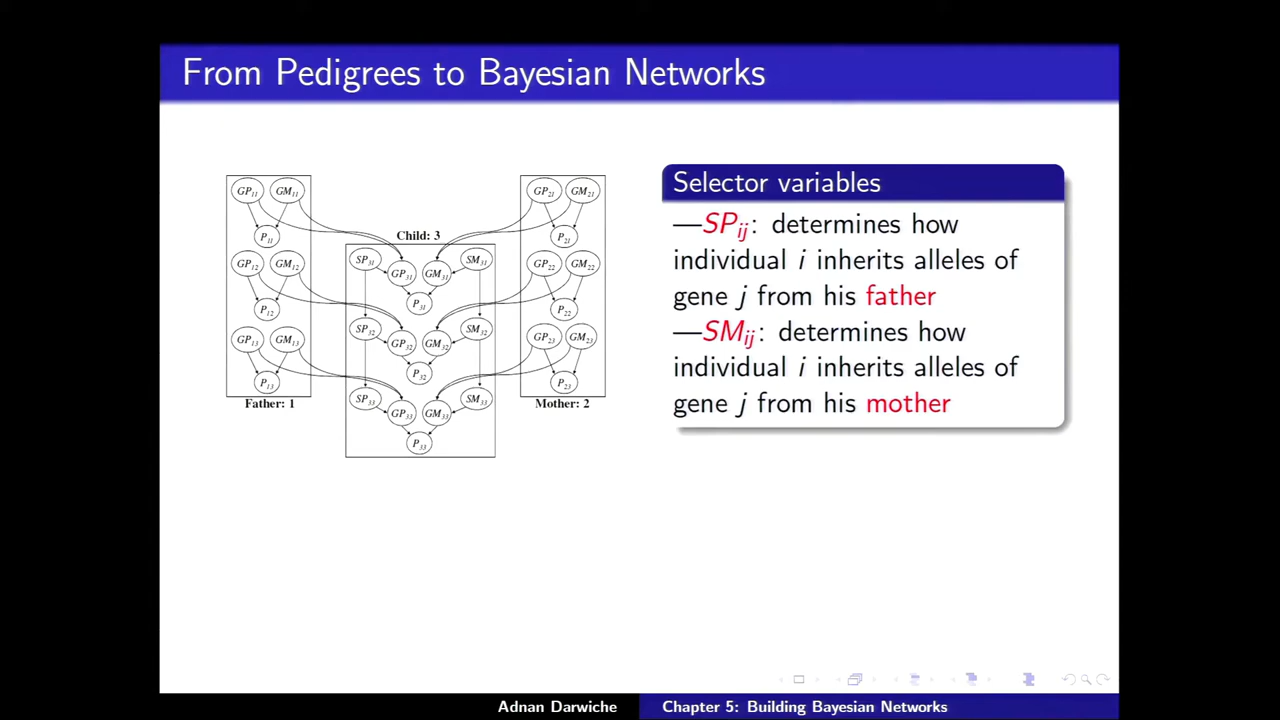 From Pedigrees to Bayesian Networks
GP11 GM11 GP21 GM21
P11 P21
Child: 3
GP12 GM12 SP31 GP31 GM31 SM31 GP22 GM22
P12 P31 P22
GP13 GM13 SP32 GP32 GM32 SM32 GP23 GM23
P13 P32 P23
Father: 1 Mother: 2
SP33 GP33 GM33 SM33
P33
Selector variables
—SPij: determines how
individual i inherits alleles of
gene j from his father
—SMij: determines how
individual i inherits alleles of
gene j from his mother
Adnan Darwiche Chapter 5: Building Bayesian Networks